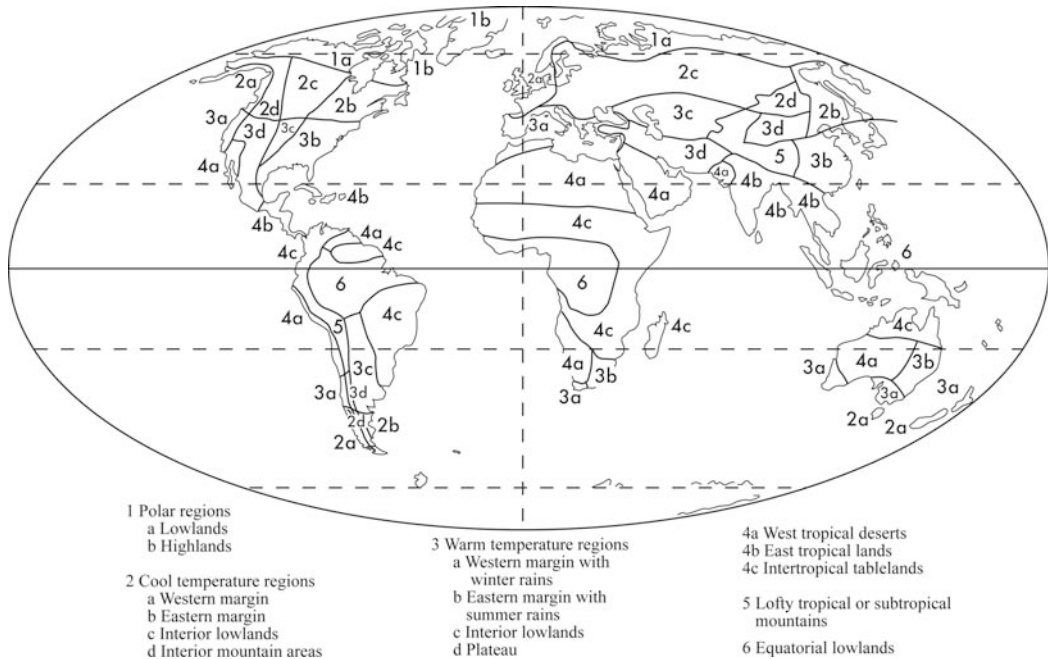 1b
1a
1a
1b
2a
2c
2a
2c
2d
2b
2d
2b
3a
3d
3c
3b
3a
3c
3d
3d
5
3b
4a
4b
4a
4a
4a
4b
4b
4b
4b
4c
4a
4c
4c
6
6
6
4a
5
4c
4c
4c
4c
3c
4a
3b
4a
3b
3a
3a
3d
3a
3a
3a
2d
2b
2a
2a
2a
1 Polar regions
a Lowlands
b Highlands
2 Cool temperature regions
a Western margin
b Eastern margin
c Interior lowlands
d Interior mountain areas
3 Warm temperature regions
a Western margin with
winter rains
b Eastern margin with
summer rains
c Interior lowlands
d Plateau
4a West tropical deserts
4b East tropical lands
4c Intertropical tablelands
5 Lofty tropical or subtropical
mountains
6 Equatorial lowlands